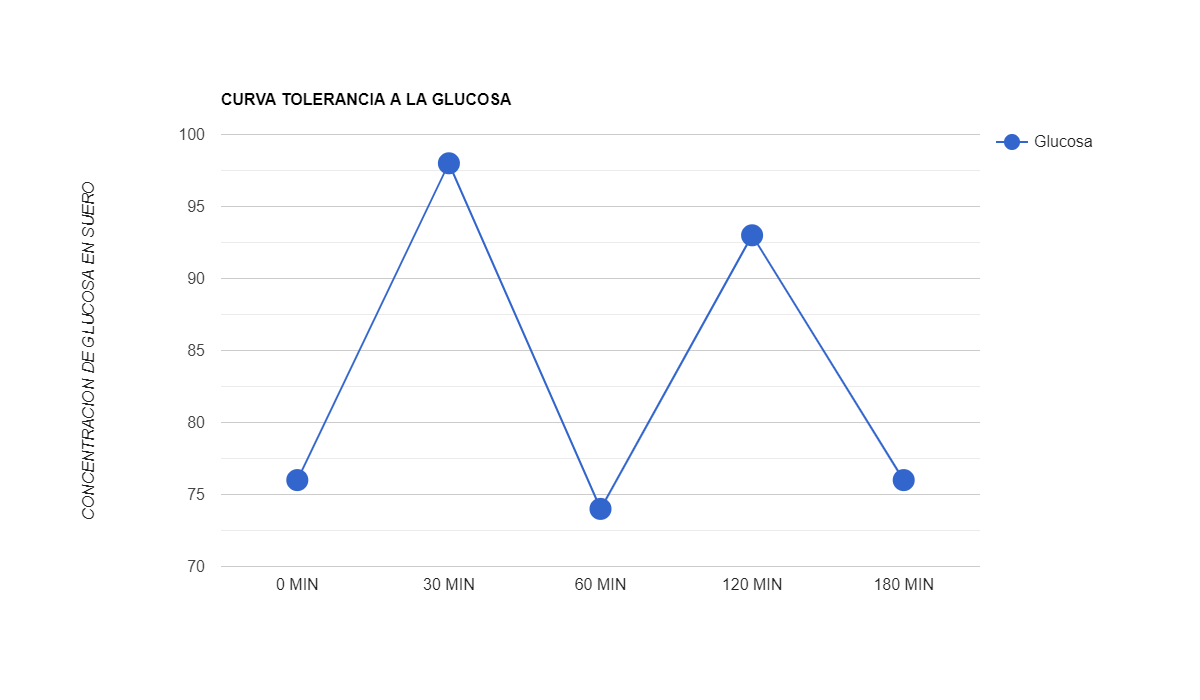 CURVA TOLERANCIA A LA GLUCOSA
Glucosa
CONCENTRACION DE GLUCOSA EN SUERO
100
95
90
85
80
75
70
0 MIN 30 MIN 60 MIN 120 MIN 180 MIN